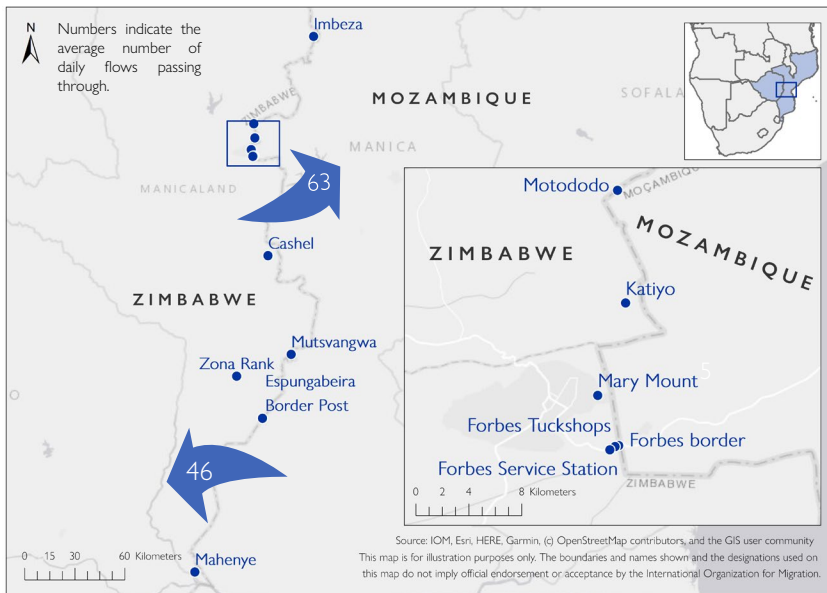 N
Numbers indicate the
average number of
daily flows passing
through.
Imbeza
ZIMBABWE
MOZAMBIQUE
SOFALA
MANICA
MANICALAND
63
Cashel
ZIMBABWE
Mutsvangwa
Zona Rank
Espungabeira
Border Post
46
Mahenye
0 15 30 60 Kilometers
Motododo
MOÇAMBIQU
ZIMBABWE
MOZAMBIQUE
Katiyo
5
Mary Mount
Forbes Tuckshops
Forbes border
Forbes Service Station
ZIMBABWE
0 2 4 8 Kilometers
Source: IOM, Esri, HERE, Garmin, (c) OpenStreetMap contributors, and the GIS user community
This map is for illustration purposes only. The boundaries and names shown and the designations used on
this map do not imply official endorsement or acceptance by the International Organization for Migration.